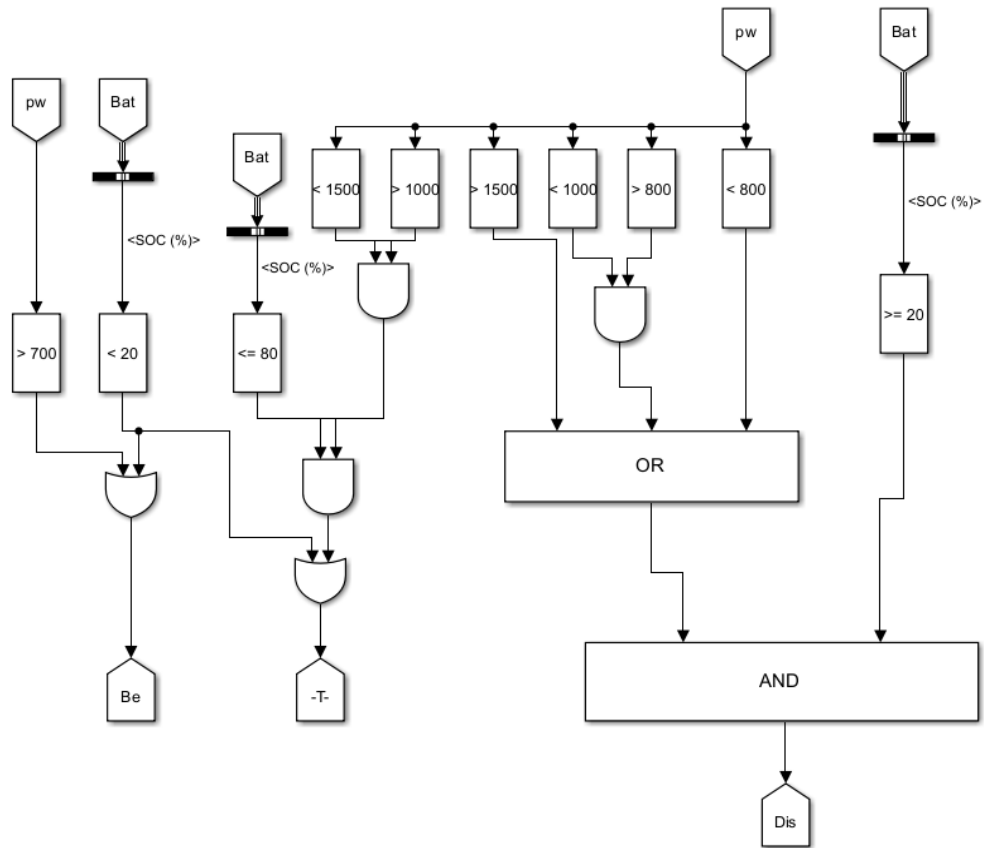 pw
Bat
pw
Bat
Bat
< 1500
> 1000
> 1500
< 1000
> 800
< 800
<SOC (%)>
<SOC (%)>
<SOC (%)>
> 700
< 20
<= 80
>= 20
OR
AND
Be
-T-
Dis